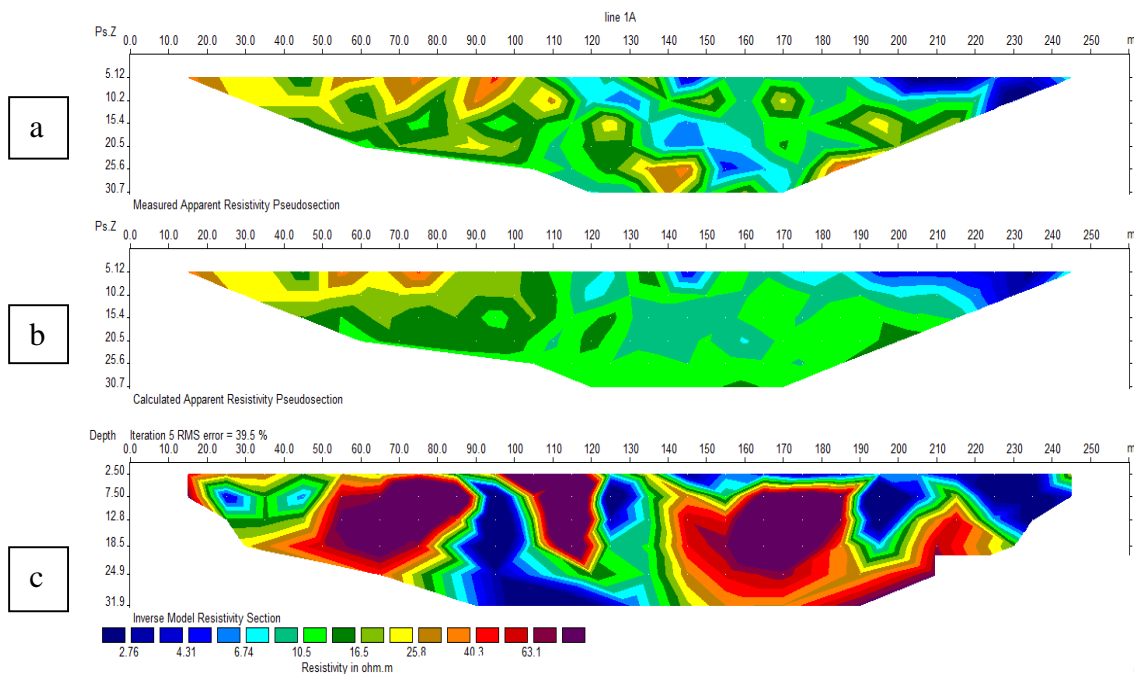 line 1A
Ps.Z 0.0 10.0 20.0 30.0 40.0 50.0 60.0 70.0 80.0 90.0 100 110 120 130 140 150 160 170 180 190 200 210 220 230 240 250 m
5.12
10.2
a
15.4
20.5
25.6
30.7
Measured Apparent Resistivity Pseudosection
Ps.Z 0.0 10.0 20.0 30.0 40.0 50.0 60.0 70.0 80.0 90.0 100 110 120 130 140 150 160 170 180 190 200 210 220 230 240 250 m
5.12
10.2
15.4
b
20.5
25.6
30.7
Calculated Apparent Resistivity Pseudosection
Depth Iteration 5 RMS error = 39.5 %
0.0 10.0 20.0 30.0 40.0 50.0 60.0 70.0 80.0 90.0 100 110 120 130 140 150 160 170 180 190 200 210 220 230 240 250 m
2.50
7.50
12.8
18.5
c
24.9
31.9
Inverse Model Resistivity Section
2.76 4.31 6.74 10.5 16.5 25.8 40.3 63.1
Resistivity in ohm.m